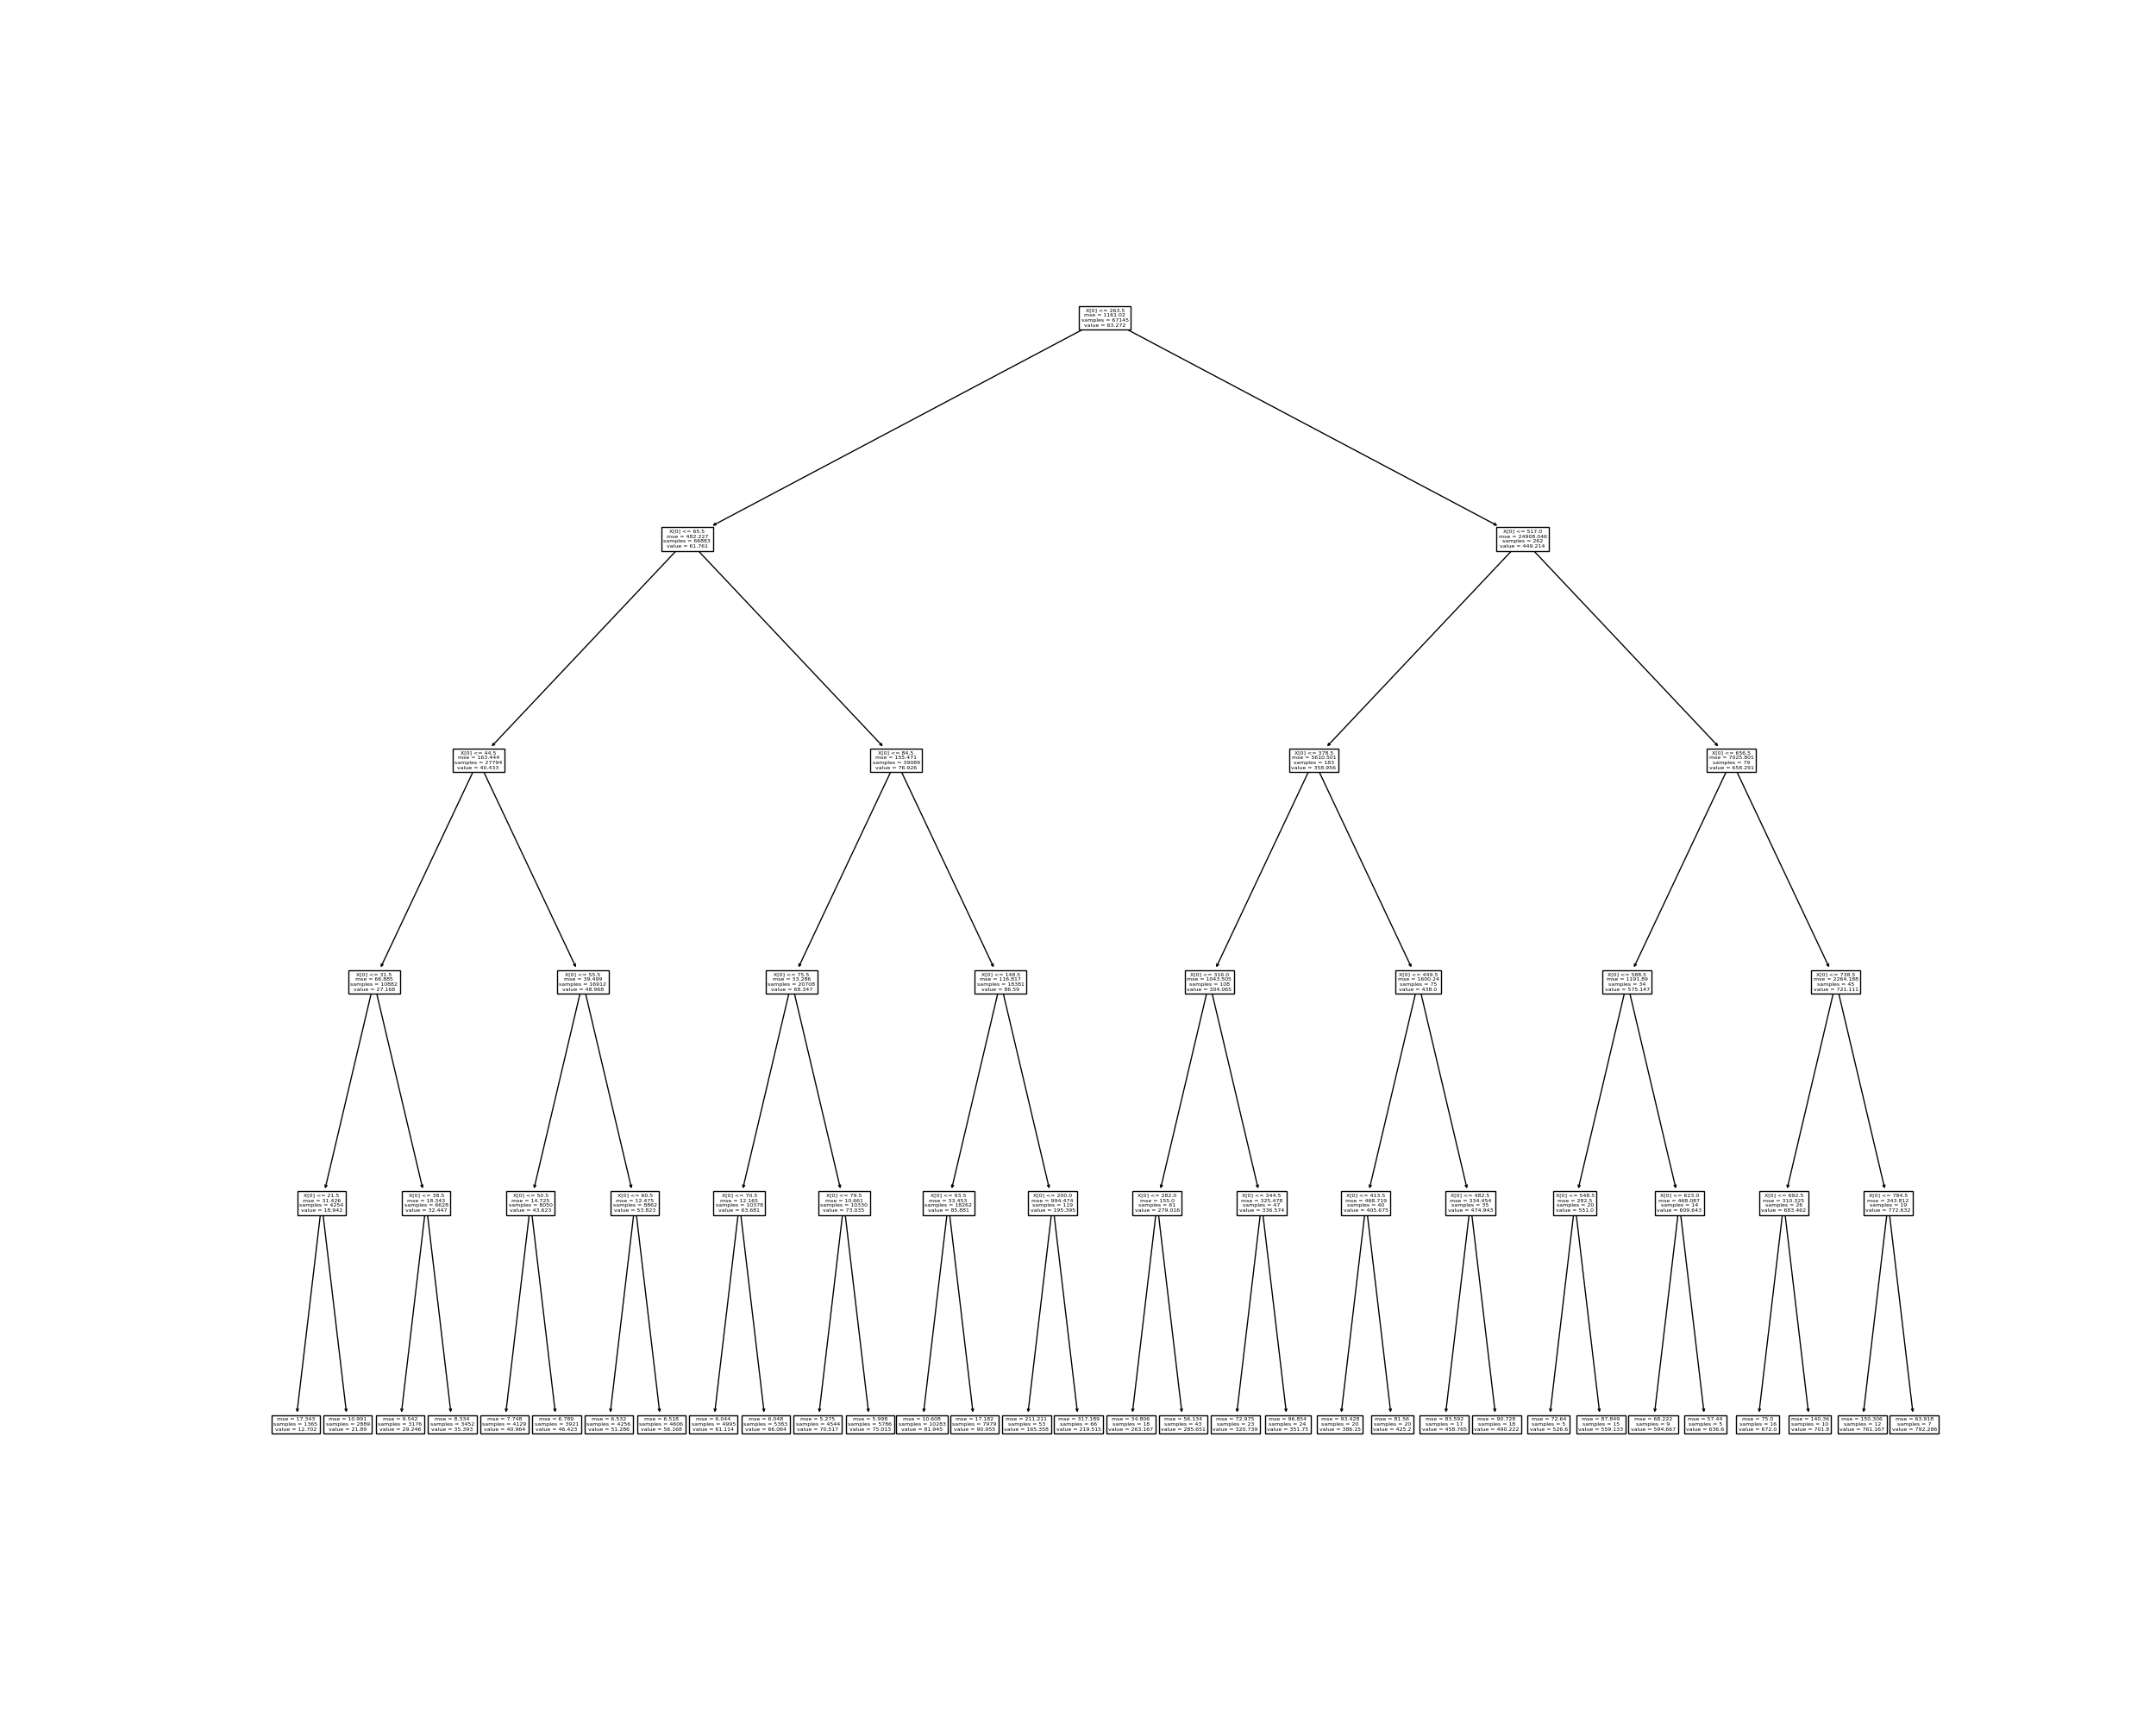 X[0] <= 263.5
mse = 1161.02
samples = 67145
value = 63.272
X[0] <= 65.5
mse = 482.227
samples = 66883
value = 61.761
X[0] <= 517.0
mse = 24908.046
samples = 262
value = 449.214
X[0] <= 44.5
mse = 163.444
samples = 27794
value = 40.433
X[0] <= 84.5
mse = 155.471
samples = 39089
value = 76.926
X[0] <= 378.5
mse = 5610.501
samples = 183
value = 358.956
X[0] <= 656.5
mse = 7025.801
samples = 79
value = 658.291
X[0] <= 31.5
mse = 66.885
samples = 10882
value = 27.168
X[0] <= 55.5
mse = 39.499
samples = 16912
value = 48.968
X[0] <= 75.5
mse = 33.286
samples = 20708
value = 68.347
X[0] <= 148.5
mse = 116.817
samples = 18381
value = 86.59
X[0] <= 316.0
mse = 1043.505
samples = 108
value = 304.065
X[0] <= 449.5
mse = 1600.24
samples = 75
value = 438.0
X[0] <= 588.5
mse = 1191.89
samples = 34
value = 575.147
X[0] <= 738.5
mse = 2264.188
samples = 45
value = 721.111
X[0] <= 21.5
mse = 31.426
samples = 4254
value = 18.942
X[0] <= 38.5
mse = 18.343
samples = 6628
value = 32.447
X[0] <= 50.5
mse = 14.725
samples = 8050
value = 43.623
X[0] <= 60.5
mse = 12.475
samples = 8862
value = 53.823
X[0] <= 70.5
mse = 12.165
samples = 10378
value = 63.681
X[0] <= 79.5
mse = 10.661
samples = 10330
value = 73.035
X[0] <= 93.5
mse = 33.453
samples = 18262
value = 85.881
X[0] <= 200.0
mse = 994.474
samples = 119
value = 195.395
X[0] <= 282.0
mse = 155.0
samples = 61
value = 279.016
X[0] <= 344.5
mse = 325.478
samples = 47
value = 336.574
X[0] <= 413.5
mse = 468.719
samples = 40
value = 405.675
X[0] <= 482.5
mse = 334.454
samples = 35
value = 474.943
X[0] <= 548.5
mse = 282.5
samples = 20
value = 551.0
X[0] <= 623.0
mse = 468.087
samples = 14
value = 609.643
X[0] <= 692.5
mse = 310.325
samples = 26
value = 683.462
X[0] <= 784.5
mse = 343.812
samples = 19
value = 772.632
mse = 17.343
samples = 1365
value = 12.702
mse = 10.991
samples = 2889
value = 21.89
mse = 9.542
samples = 3176
value = 29.246
mse = 8.334
samples = 3452
value = 35.393
mse = 7.748
samples = 4129
value = 40.964
mse = 6.789
samples = 3921
value = 46.423
mse = 6.532
samples = 4256
value = 51.286
mse = 6.518
samples = 4606
value = 56.168
mse = 6.044
samples = 4995
value = 61.114
mse = 6.048
samples = 5383
value = 66.064
mse = 5.275
samples = 4544
value = 70.517
mse = 5.998
samples = 5786
value = 75.013
mse = 10.608
samples = 10283
value = 81.945
mse = 17.182
samples = 7979
value = 90.955
mse = 211.211
samples = 53
value = 165.358
mse = 317.189
samples = 66
value = 219.515
mse = 34.806
samples = 18
value = 263.167
mse = 56.134
samples = 43
value = 285.651
mse = 72.975
samples = 23
value = 320.739
mse = 96.854
samples = 24
value = 351.75
mse = 93.428
samples = 20
value = 386.15
mse = 81.56
samples = 20
value = 425.2
mse = 83.592
samples = 17
value = 458.765
mse = 90.728
samples = 18
value = 490.222
mse = 72.64
samples = 5
value = 526.6
mse = 87.849
samples = 15
value = 559.133
mse = 68.222
samples = 9
value = 594.667
mse = 57.44
samples = 5
value = 636.6
mse = 75.0
samples = 16
value = 672.0
mse = 140.36
samples = 10
value = 701.8
mse = 150.306
samples = 12
value = 761.167
mse = 63.918
samples = 7
value = 792.286